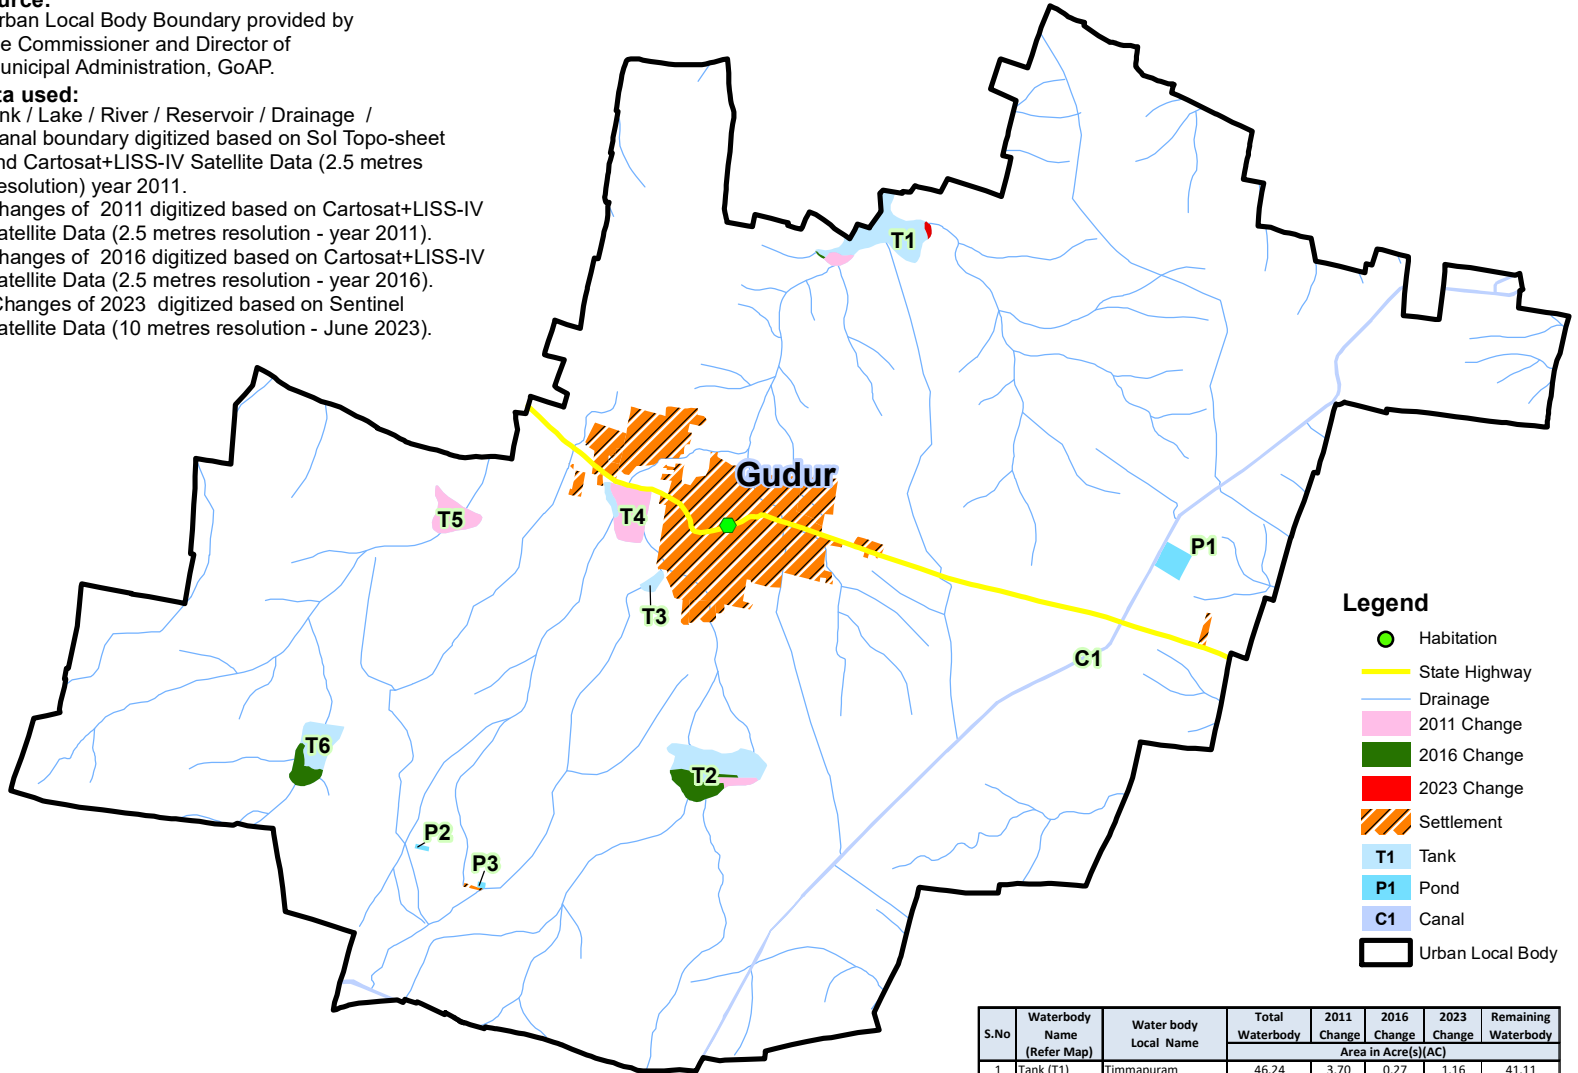 urban Local Body Boundary provided by
e Commissioner and Director of
unicipal Administration, GoAP.
ta used:
nk / Lake / River / Reservoir / Drainage /
anal boundary digitized based on SoI Topo-sheet
nd Cartosat+LISS-IV Satellite Data (2.5 metres
esolution) year 2011.
hanges of 2011 digitized based on Cartosat+LISS-IV
atellite Data (2.5 metres resolution - year 2011).
hanges of 2016 digitized based on Cartosat+LISS-IV
atellite Data (2.5 metres resolution - year 2016).
Changes of 2023 digitized based on Sentinel
atellite Data (10 metres resolution - June 2023).
T1
Gudur
T5
T4
P1
T3
C1
T6
T2
P2
P3
Legend
Habitation
State Highway
Drainage
2011 Change
2016 Change
2023 Change
Settlement
T1 Tank
P1 Pond
C1 Canal
Urban Local Body
S.No Waterbody Name (Refer Map) Water body Local Name Total Waterbody 2011 Change 2016 Change 2023 Change Remaining Waterbody
Area in Acre(s)(AC)
1 Tank (T1) Timmapuram 46.24 3.70 0.27 1.16 41.11